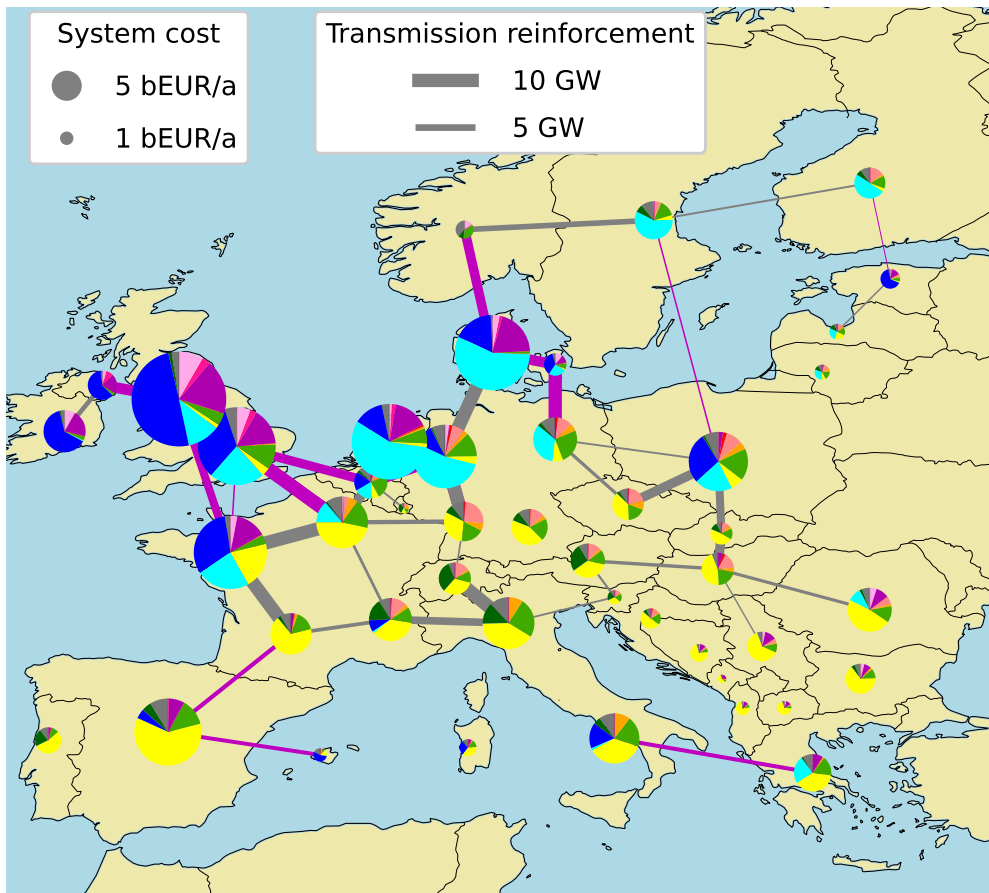 System cost
5 bEUR/a
1 bEUR/a
Transmission reinforcement
10 GW
5 GW